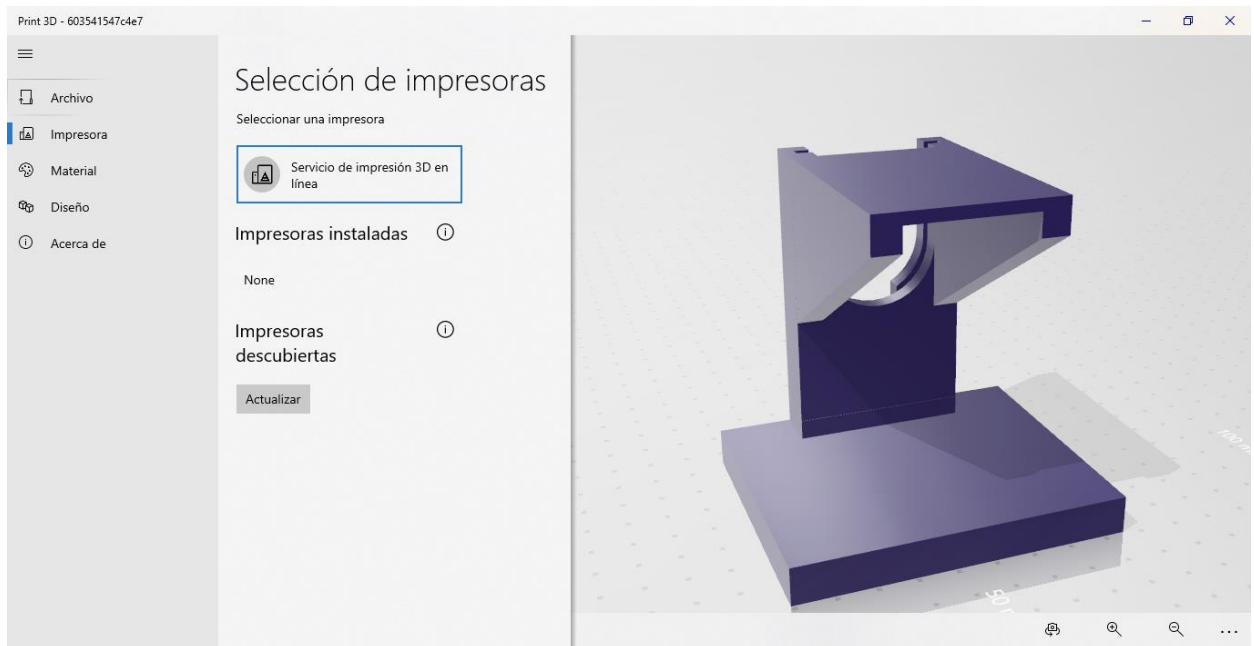 Print 3D - 603541547c4e7
Archivo
Impresora
Material
Diseño
Acerca de
Selección de impresoras
Seleccionar una impresora
Servicio de impresión 3D en
línea
Impresoras instaladas
None
Impresoras
descubiertas
Actualizar